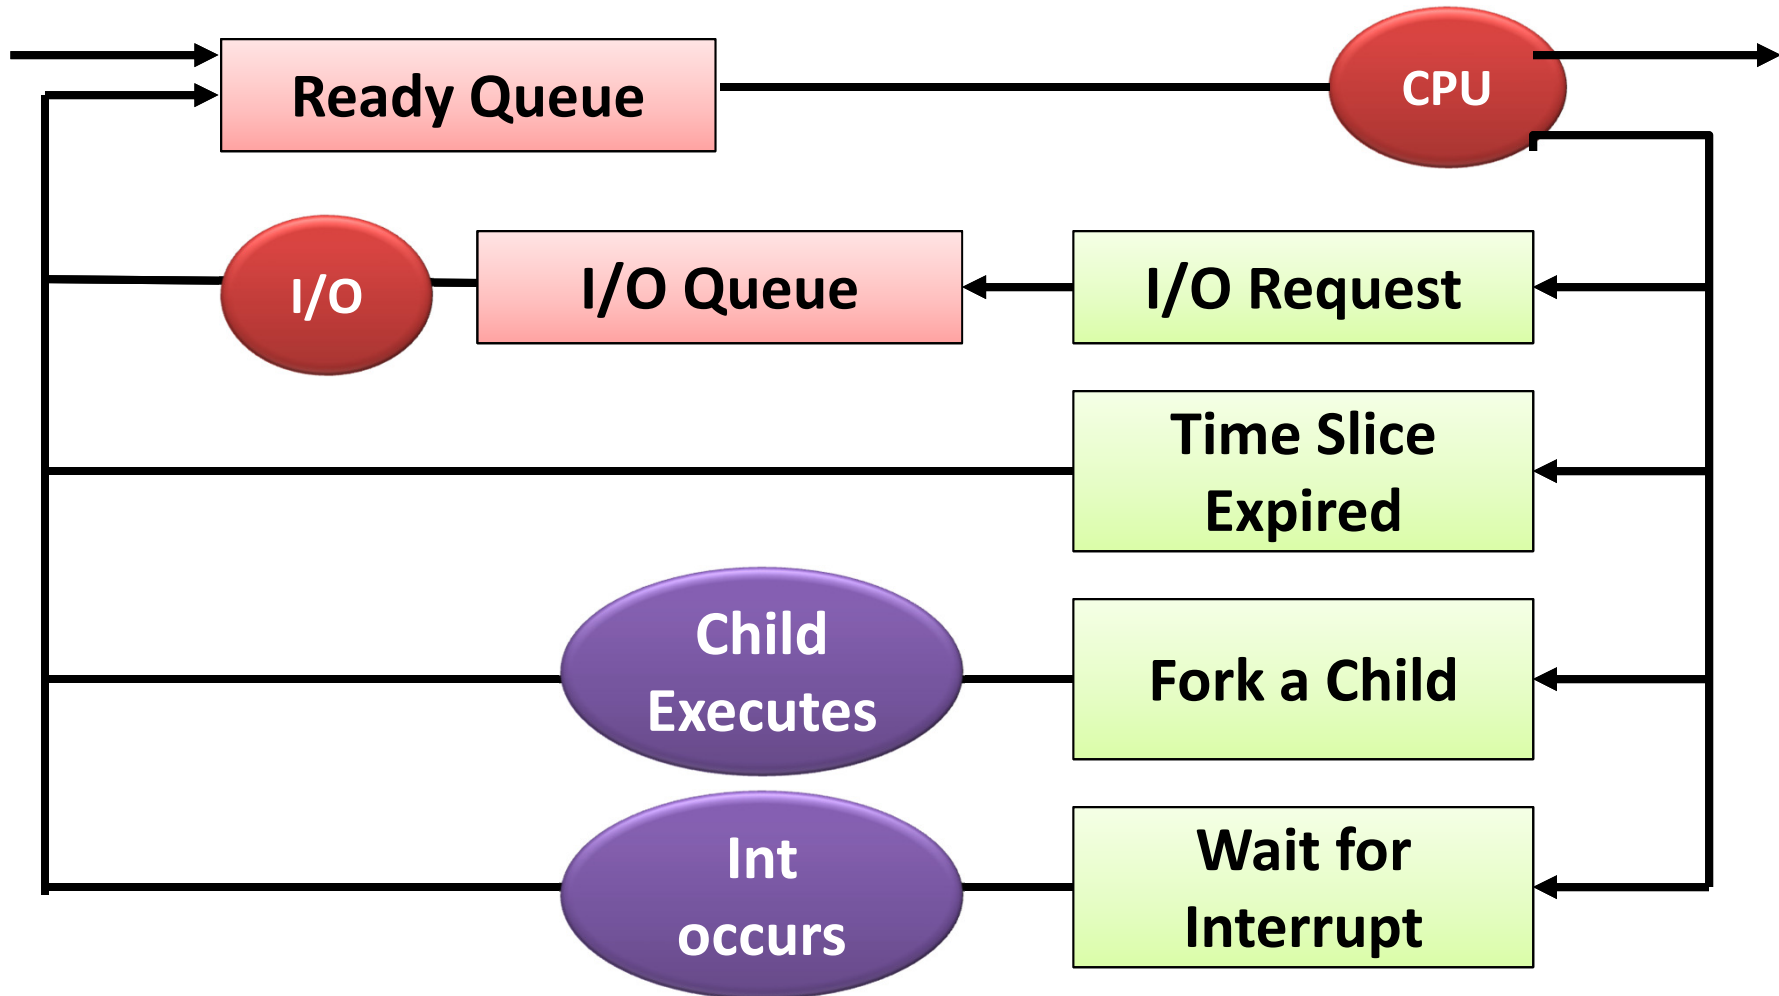 Ready Queue
CPU
I/O
I/O Queue
I/O Request
Time Slice
Expired
Child
Executes
Fork a Child
Int
occurs
Wait for
Interrupt